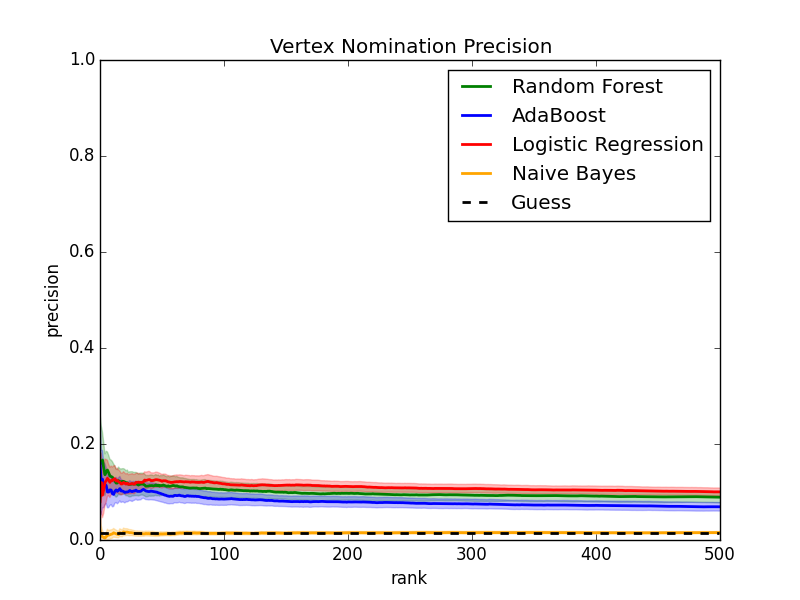 Vertex Nomination Precision
1.0
0.8
0.6
0.4
0.2
0.0
precision
Random Forest
AdaBoost
Logistic Regression
Naive Bayes
Guess
0 100 200 300 400 500
rank